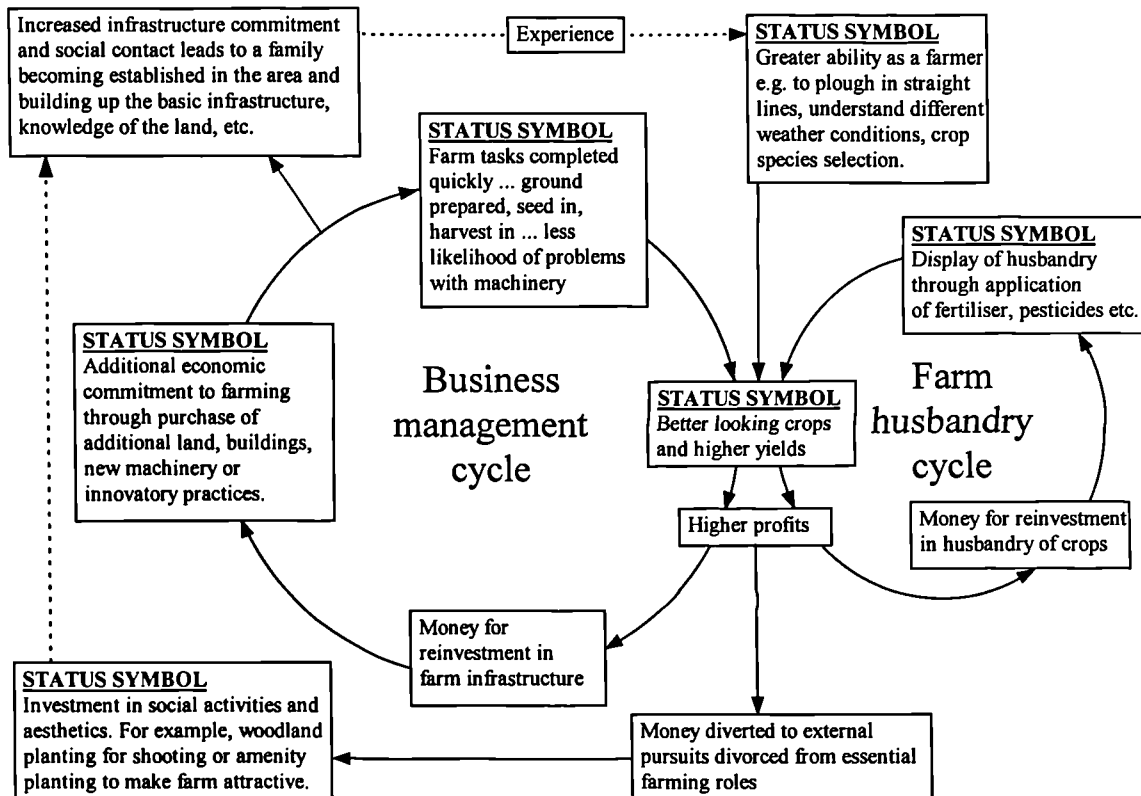 Increased infrastructure commitment
and social contact leads to a family
becoming established in the area and
building up the basic infrastructure,
knowledge of the land, etc.
Experience
STATUS SYMBOL
Greater ability as a farmer
e.g. to plough in straight
lines, understand different
weather conditions, crop
species selection.
STATUS SYMBOL
Farm tasks completed
quickly ... ground
prepared, seed in,
harvest in ... less
likelihood of problems
with machinery
STATUS SYMBOL
Display of husbandry
through application
of fertiliser, pesticides etc.
STATUS SYMBOL
Additional economic
commitment to farming
through purchase of
additional land, buildings,
new machinery or
innovatory practices.
Business
management
cycle
STATUS SYMBOL
Better looking crops
and higher yields
Farm
husbandry
cycle
Higher profits
Money for reinvestment
in husbandry of crops
Money for
reinvestment in
farm infrastructure
STATUS SYMBOL
Investment in social activities and
aesthetics. For example, woodland
planting for shooting or amenity
planting to make farm attractive.
Money diverted to external
pursuits divorced from essential
farming roles